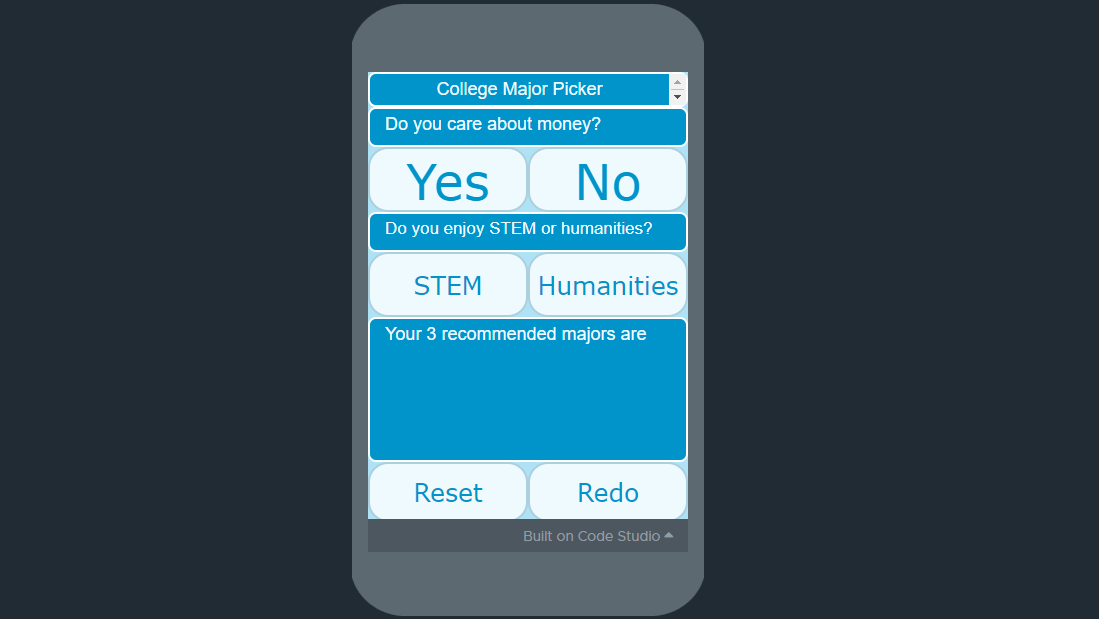 College Major Picker
Do you care about money?
Yes No
Do you enjoy STEM or humanities?
STEM Humanities
Your 3 recommended majors are
Reset Redo
Built on Code Studio